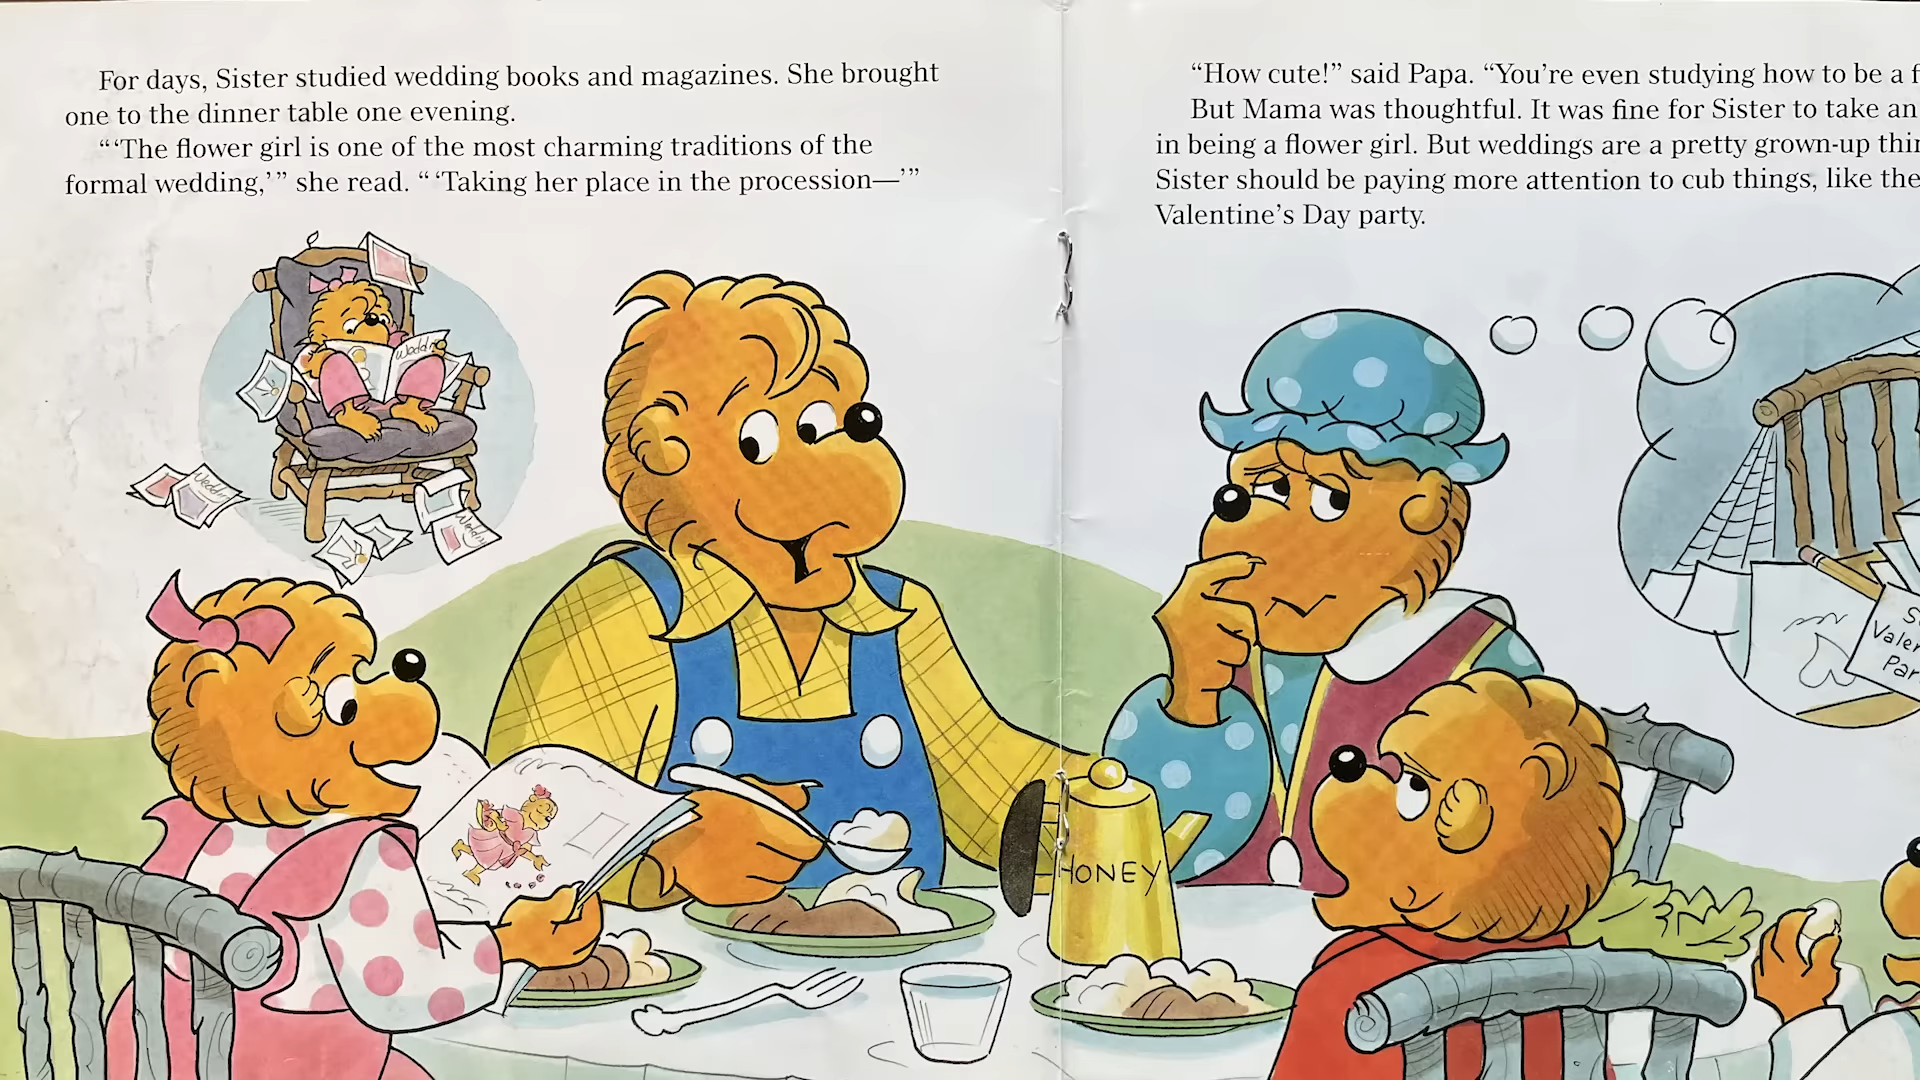 For days, Sister studied wedding books and magazines. She brought
one to the dinner table one evening.
“‘The flower girl is one of the most charming traditions of the
formal wedding,’” she read. “‘Taking her place in the procession—’”
“How cute!” said Papa. “You’re even studying how to be a f
But Mama was thoughtful. It was fine for Sister to take an
in being a flower girl. But weddings are a pretty grown-up
Sister should be paying more attention to cub things, like the
Valentine’s Day party.
Wedding
HONEY